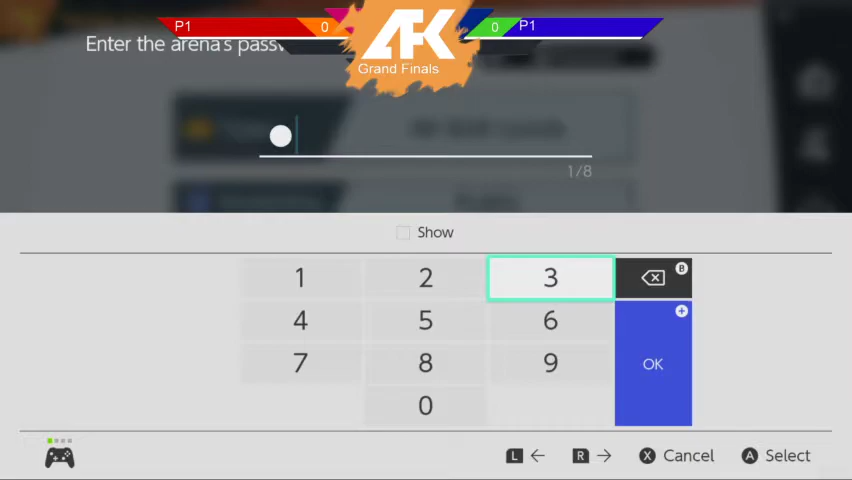 P1 0 AFK 0 P1
Grand Finals
Enter the arena's passw
1/8
Show
1 2 3 B
4 5 6 +
7 8 9 OK
0
L ← R → X Cancel A Select